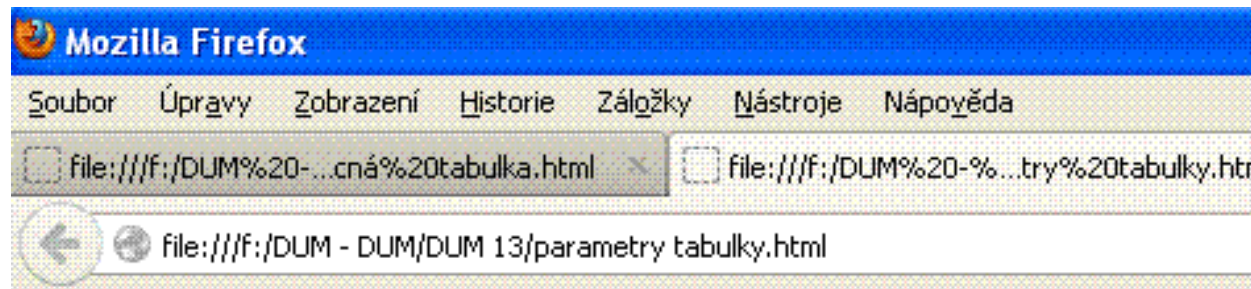 Mozilla Firefox
Soubor Úpravy Zobrazení Historie Záložky Nástroje Nápověda
file:///f:/DUM%20-...cná%20tabulka.html file:///f:/DUM%20-%...try%20tabulky.htm
file:///f:/DUM - DUM/DUM 13/parametry tabulky.html